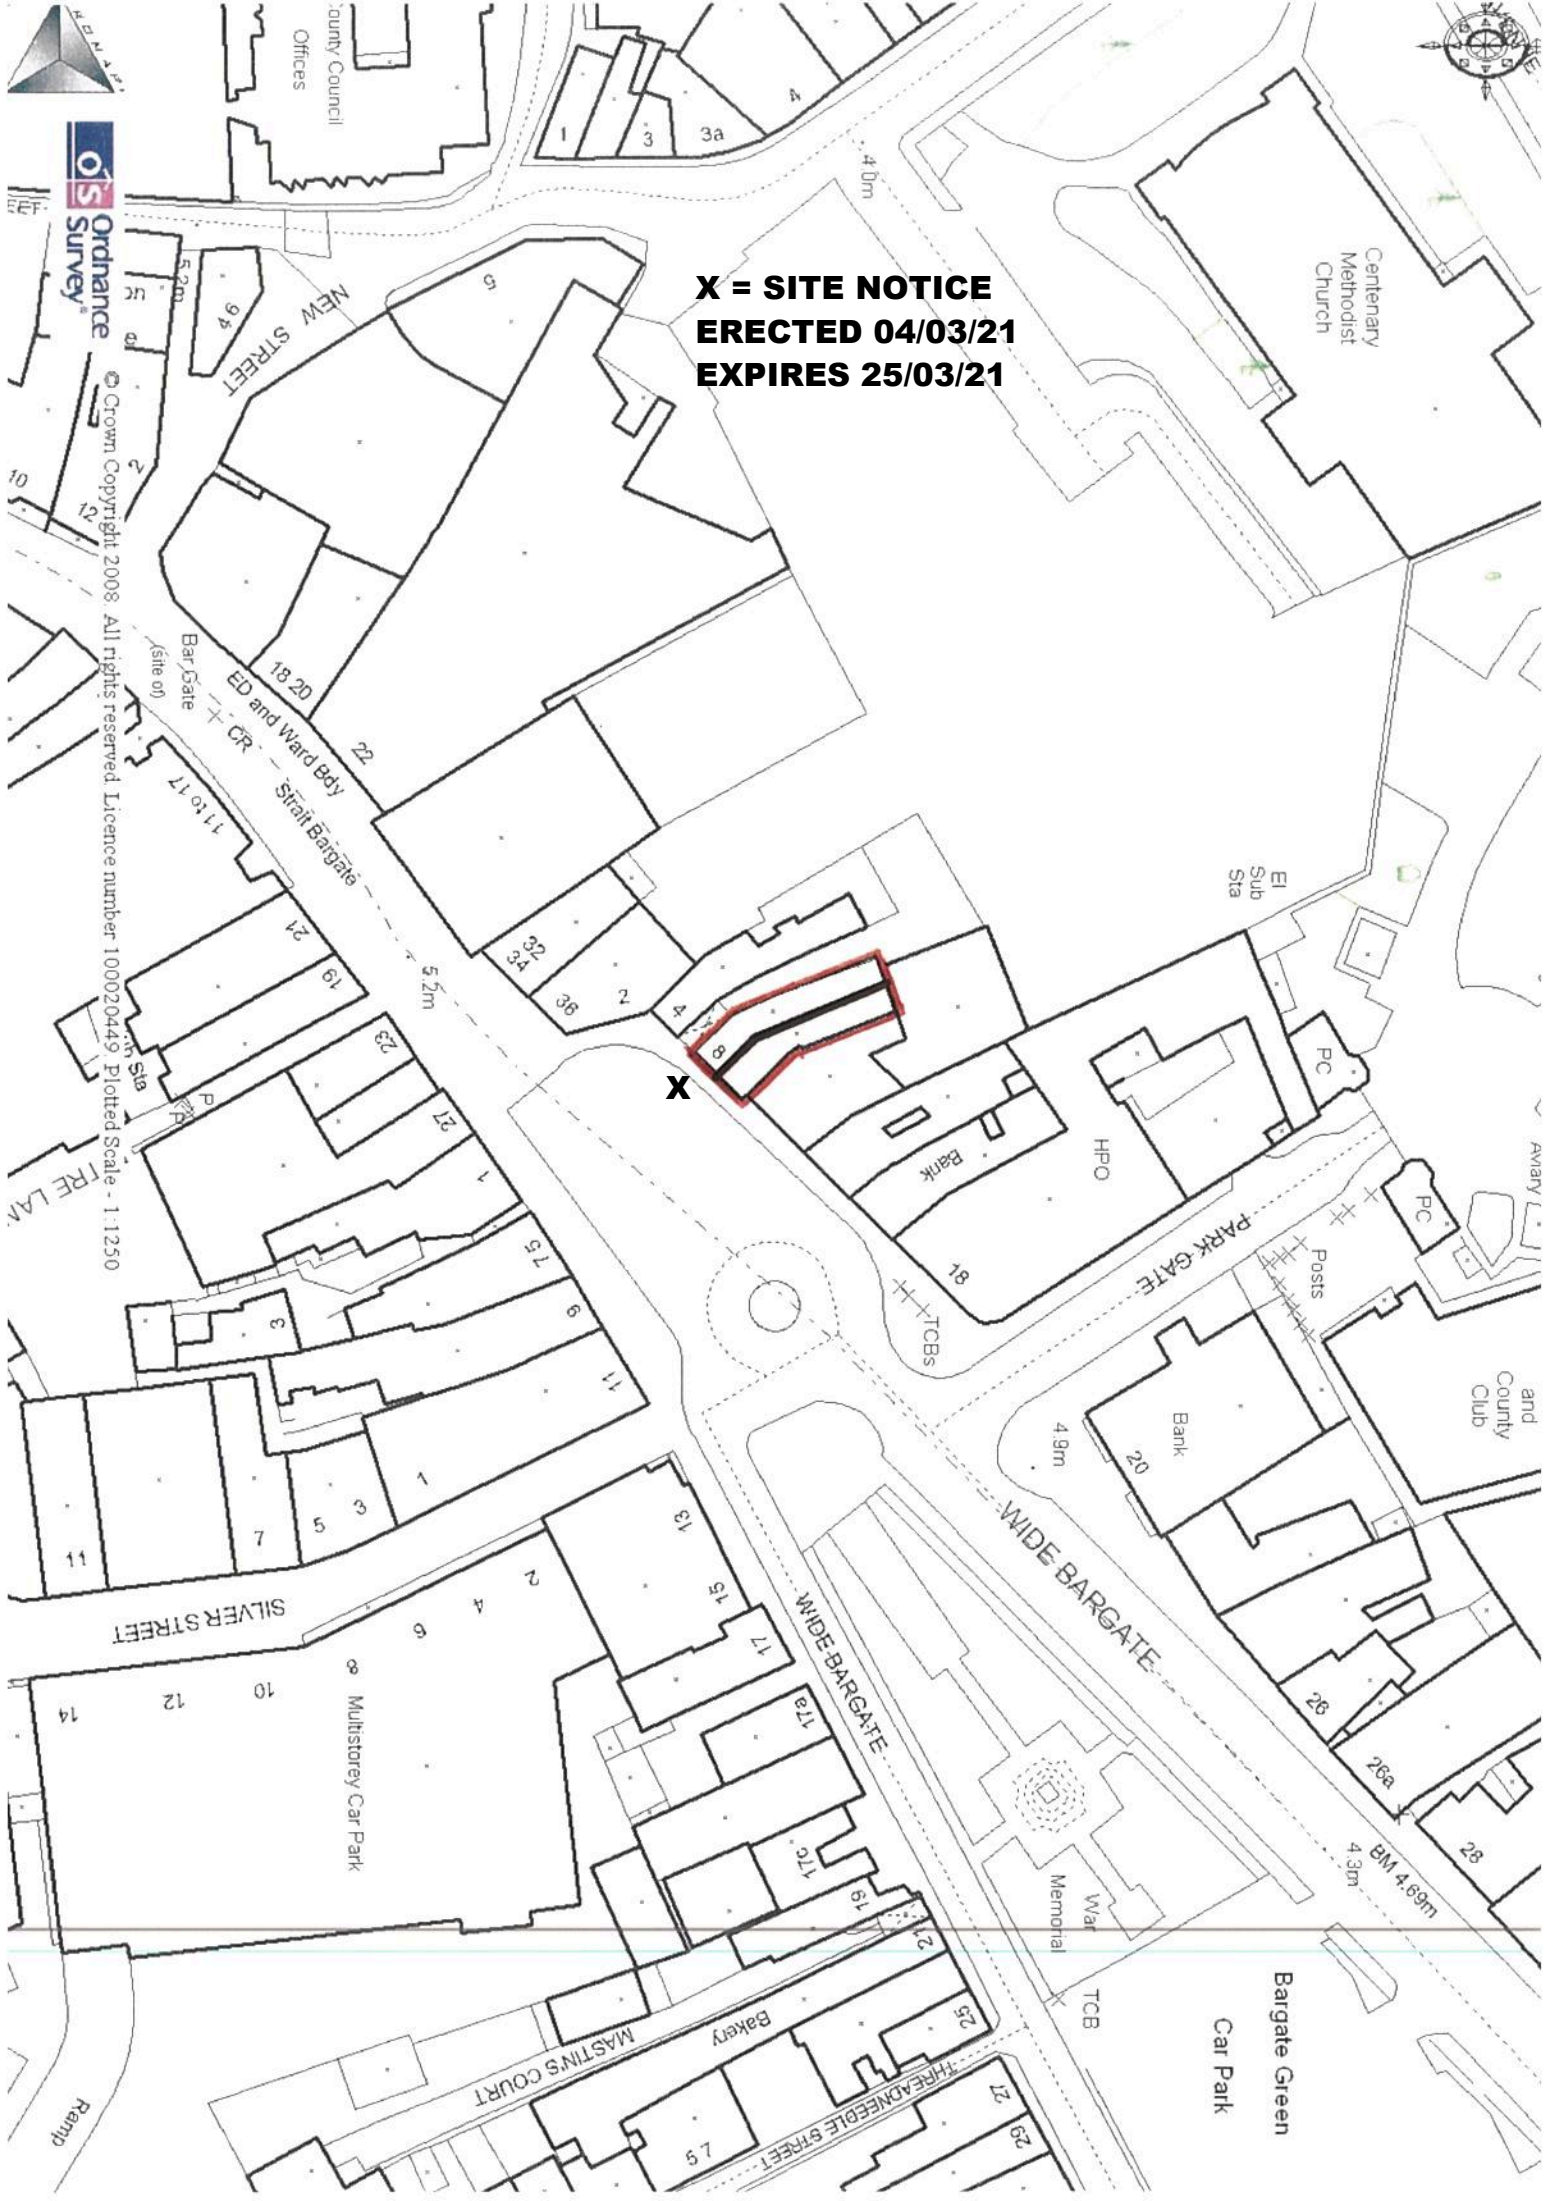 X = SITE NOTICE
ERECTED 04/03/21
EXPIRES 25/03/21
X
County Council
Offices
1
3
3a
4
4.0m
Centenary
Methodist
Church
Ordnance
Survey
© Crown Copyright 2008. All rights reserved. Licence number 100020449. Plotted Scale - 1:1250
5.2m
4 6
NEW
STREET
5
2
10
12
Bar Gate
(site of)
CR
ED and Ward Bdy
Strait Bargate
18 20
22
11 to 17
21
19
5.2m
32
34
36
2
4
8
El
Sub
Sta
PC
PC
HPO
Bank
18
PARK GATE
Posts
Aviary
and
County
Club
TCBs
23
27
1
7 5
9
11
3
1
3
5
7
11
SILVER STREET
2
4
6
8
10
12
14
Multistorey Car Park
13
15
17
17a
17c
19
21
25
27
29
5 7
WIDE BARGATE
WIDE BARGATE
4.9m
Bank
20
26
26a
28
BM 4.69m
4.3m
War
Memorial
TCB
Bargate Green
Car Park
Bakery
MASTIN'S COURT
THREADNEEDLE STREET
Ramp